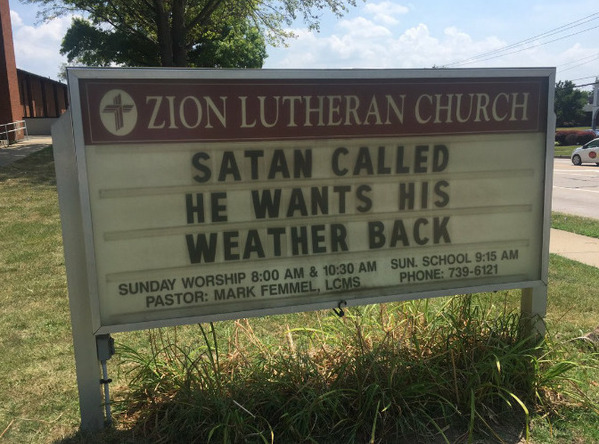 ZION LUTHERAN CHURCH
SATAN CALLED
HE WANTS HIS
WEATHER BACK
SUNDAY WORSHIP 8:00 AM & 10:30 AM SUN. SCHOOL 9:15 AM
PASTOR: MARK FEMMEL, LCMS PHONE: 739-6121